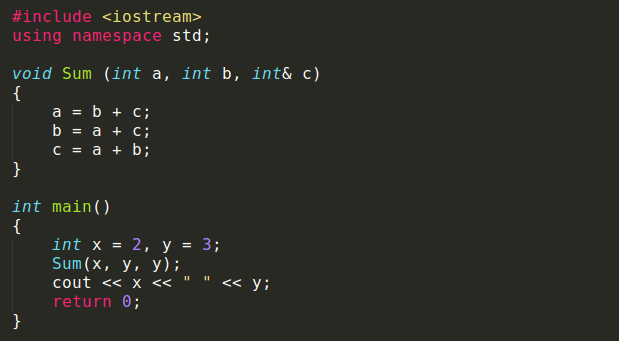 #include <iostream>
using namespace std;

void Sum (int a, int b, int& c)
{
    a = b + c;
    b = a + c;
    c = a + b;
}

int main()
{
    int x = 2, y = 3;
    Sum(x, y, y);
    cout << x << " " << y;
    return 0;
}